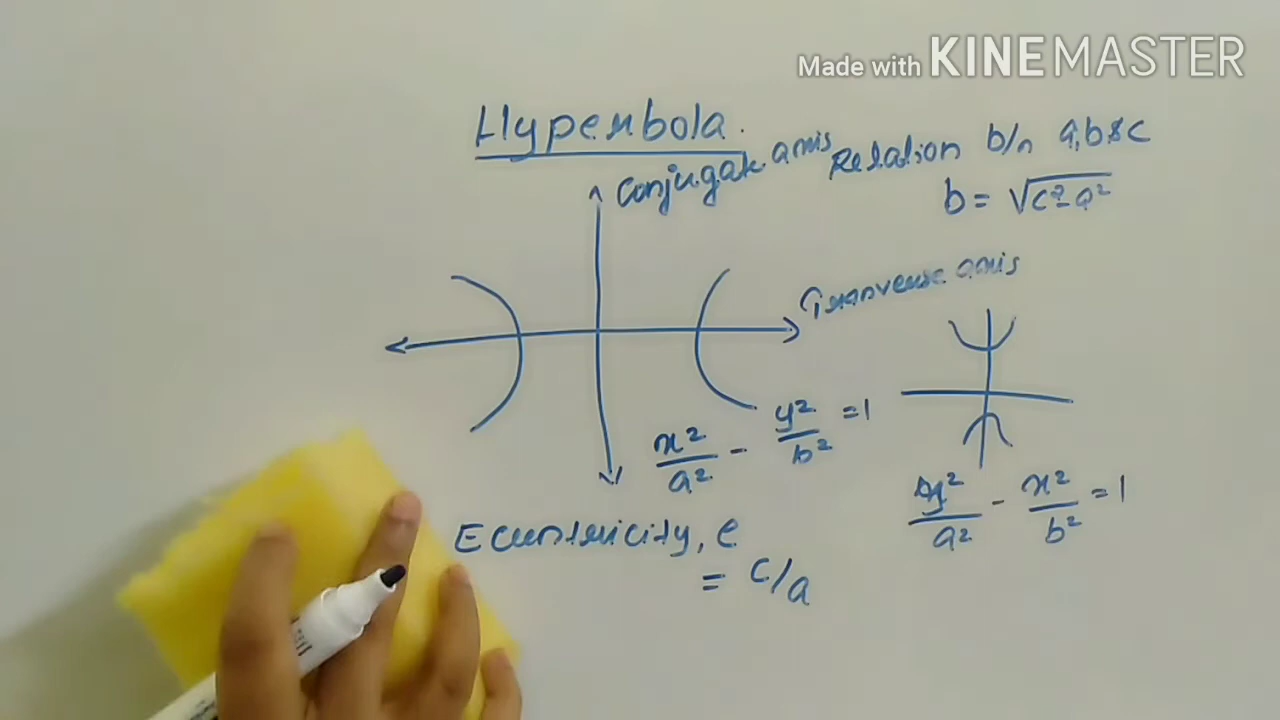 Made with KINEMASTER
Hyperbola.
Conjugate axis
Relation b/n a, b & c
b = √c²-a²
Tranverse axis
x²/a² - y²/b² = 1
y²/a² - x²/b² = 1
Eccentricity, e
= c/a